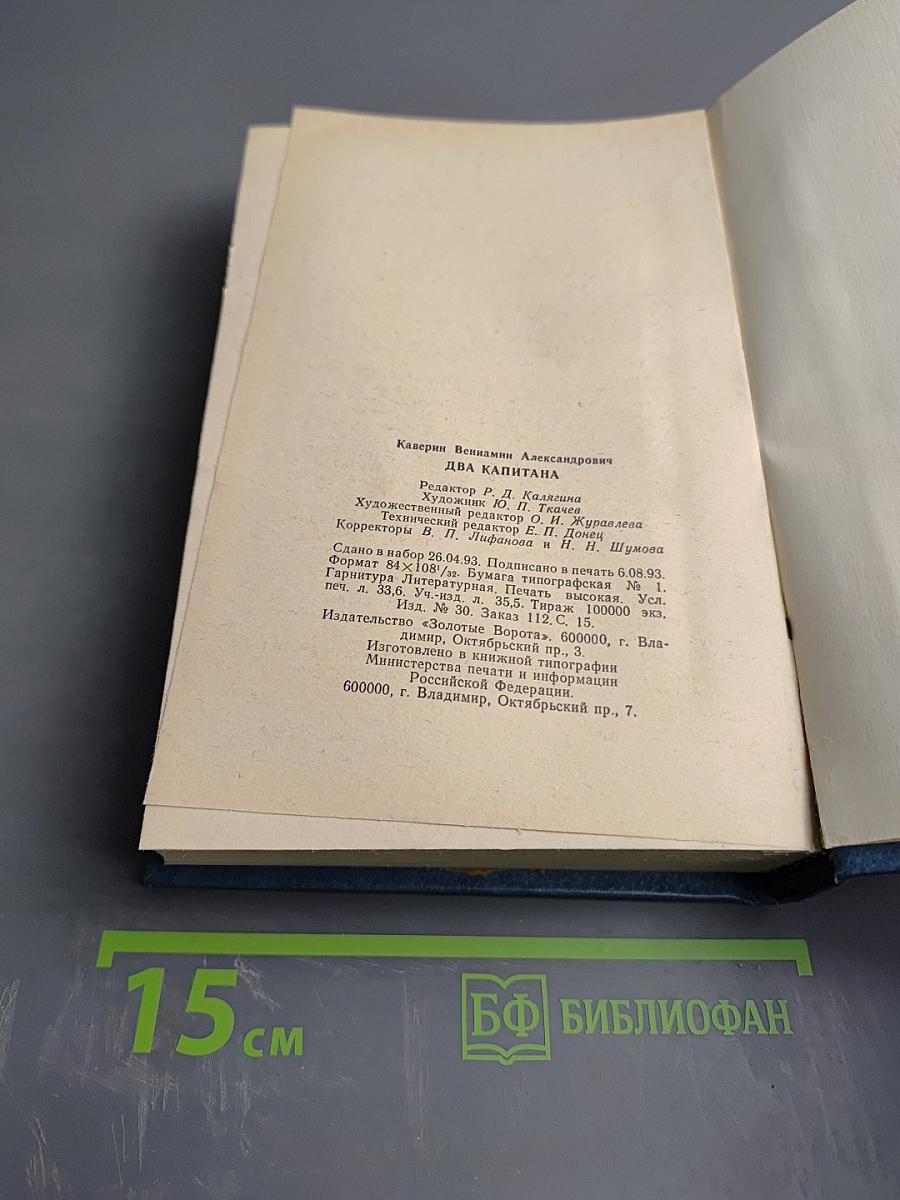 Каверин Вениамин Александрович
ДВА КАПИТАНА
Редактор Р. Д. Калягина
Художник Ю. П. Ткачев
Художественный редактор О. И. Журавлева
Технический редактор Е. П. Донец
Корректоры В. П. Лифанова и Н. Н. Шумова
Сдано в набор 26.04.93. Подписано в печать 6.08.93.
Формат 84×108¹/₃₂. Бумага типографская № 1.
Гарнитура Литературная. Печать высокая. Усл.
печ. л. 33,6. Уч.-изд. л. 35,5. Тираж 100000 экз.
Изд. № 30. Заказ 112. С. 15.
Издательство «Золотые Ворота». 600000, г. Вла-
димир, Октябрьский пр., 3.
Изготовлено в книжной типографии
Министерства печати и информации
Российской Федерации.
600000, г. Владимир, Октябрьский пр., 7.
15 см
БФ БИБЛИОФАН